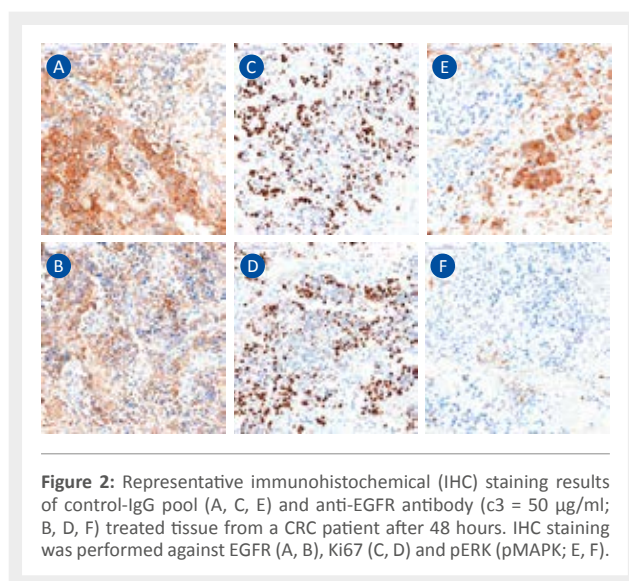 A
C
E
B
D
F
Figure 2: Representative immunohistochemical (IHC) staining results
of control-IgG pool (A, C, E) and anti-EGFR antibody (c3 = 50 µg/ml;
B, D, F) treated tissue from a CRC patient after 48 hours. IHC staining
was performed against EGFR (A, B), Ki67 (C, D) and pERK (pMAPK; E, F).